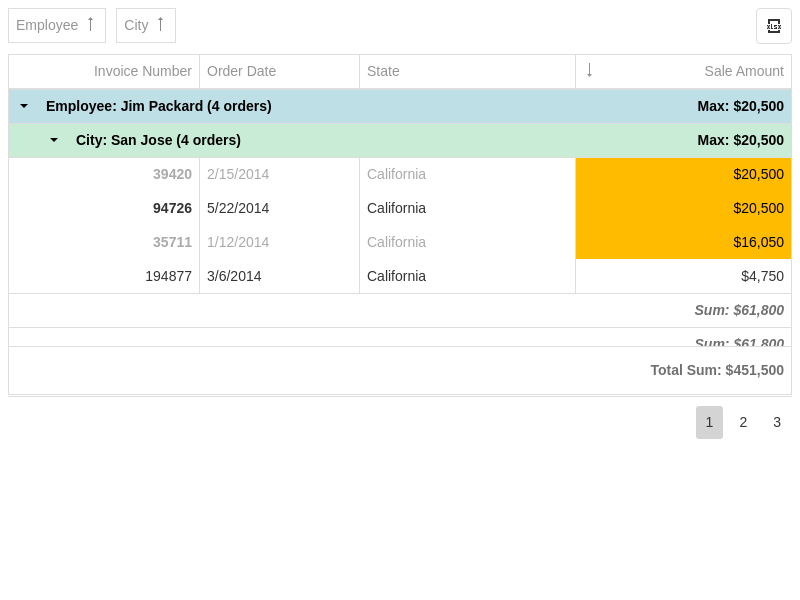 Employee City
XLSX
Invoice Number Order Date State Sale Amount
Employee: Jim Packard (4 orders) Max: $20,500
City: San Jose (4 orders) Max: $20,500
39420 2/15/2014 California $20,500
94726 5/22/2014 California $20,500
35711 1/12/2014 California $16,050
194877 3/6/2014 California $4,750
Sum: $61,800
Sum: $61,800
Total Sum: $451,500
1 2 3